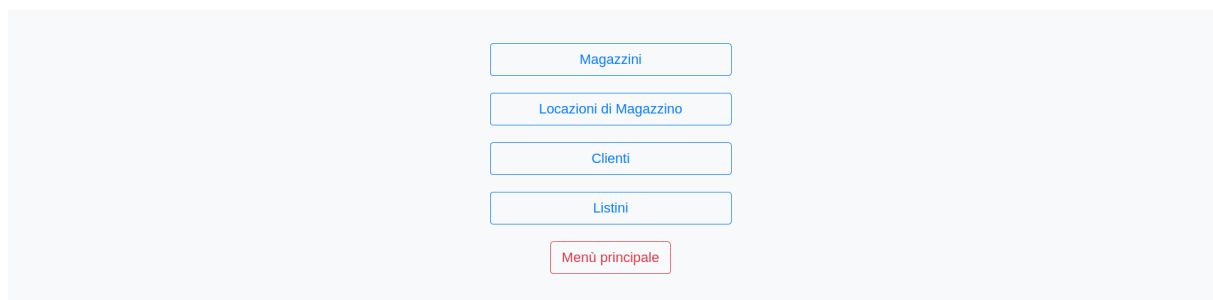 Magazzini
Locazioni di Magazzino
Clienti
Listini
Menù principale